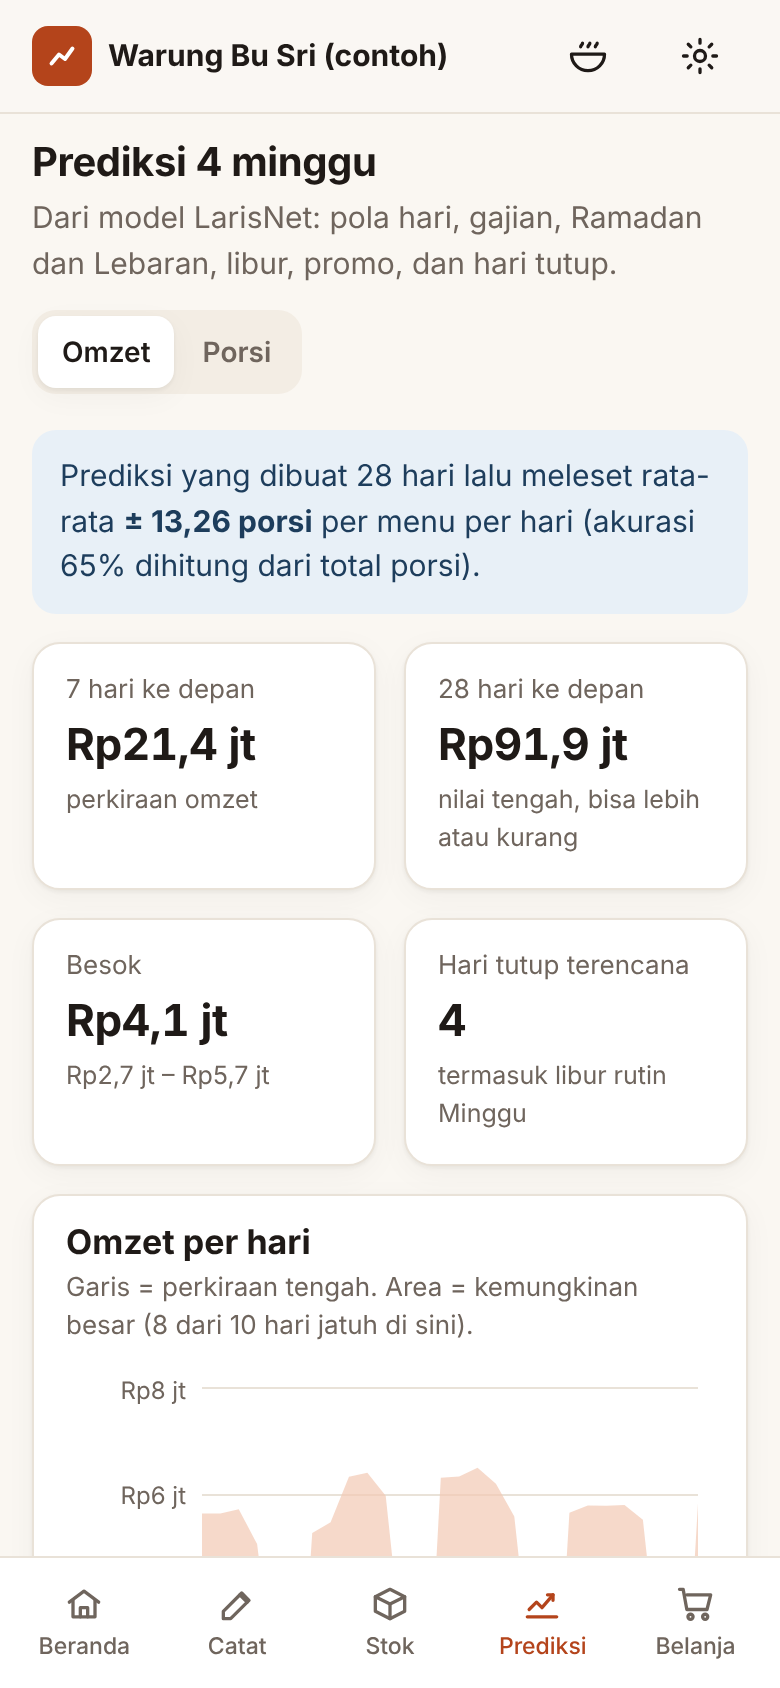 Warung Bu Sri (contoh)
Prediksi 4 minggu
Dari model LarisNet: pola hari, gajian, Ramadan
dan Lebaran, libur, promo, dan hari tutup.
Omzet
Porsi
Prediksi yang dibuat 28 hari lalu meleset rata-
rata ± 13,26 porsi per menu per hari (akurasi
65% dihitung dari total porsi).
7 hari ke depan
Rp21,4 jt
perkiraan omzet
28 hari ke depan
Rp91,9 jt
nilai tengah, bisa lebih
atau kurang
Besok
Rp4,1 jt
Rp2,7 jt – Rp5,7 jt
Hari tutup terencana
4
termasuk libur rutin
Minggu
Omzet per hari
Garis = perkiraan tengah. Area = kemungkinan
besar (8 dari 10 hari jatuh di sini).
Rp8 jt
Rp6 jt
Beranda
Catat
Stok
Prediksi
Belanja